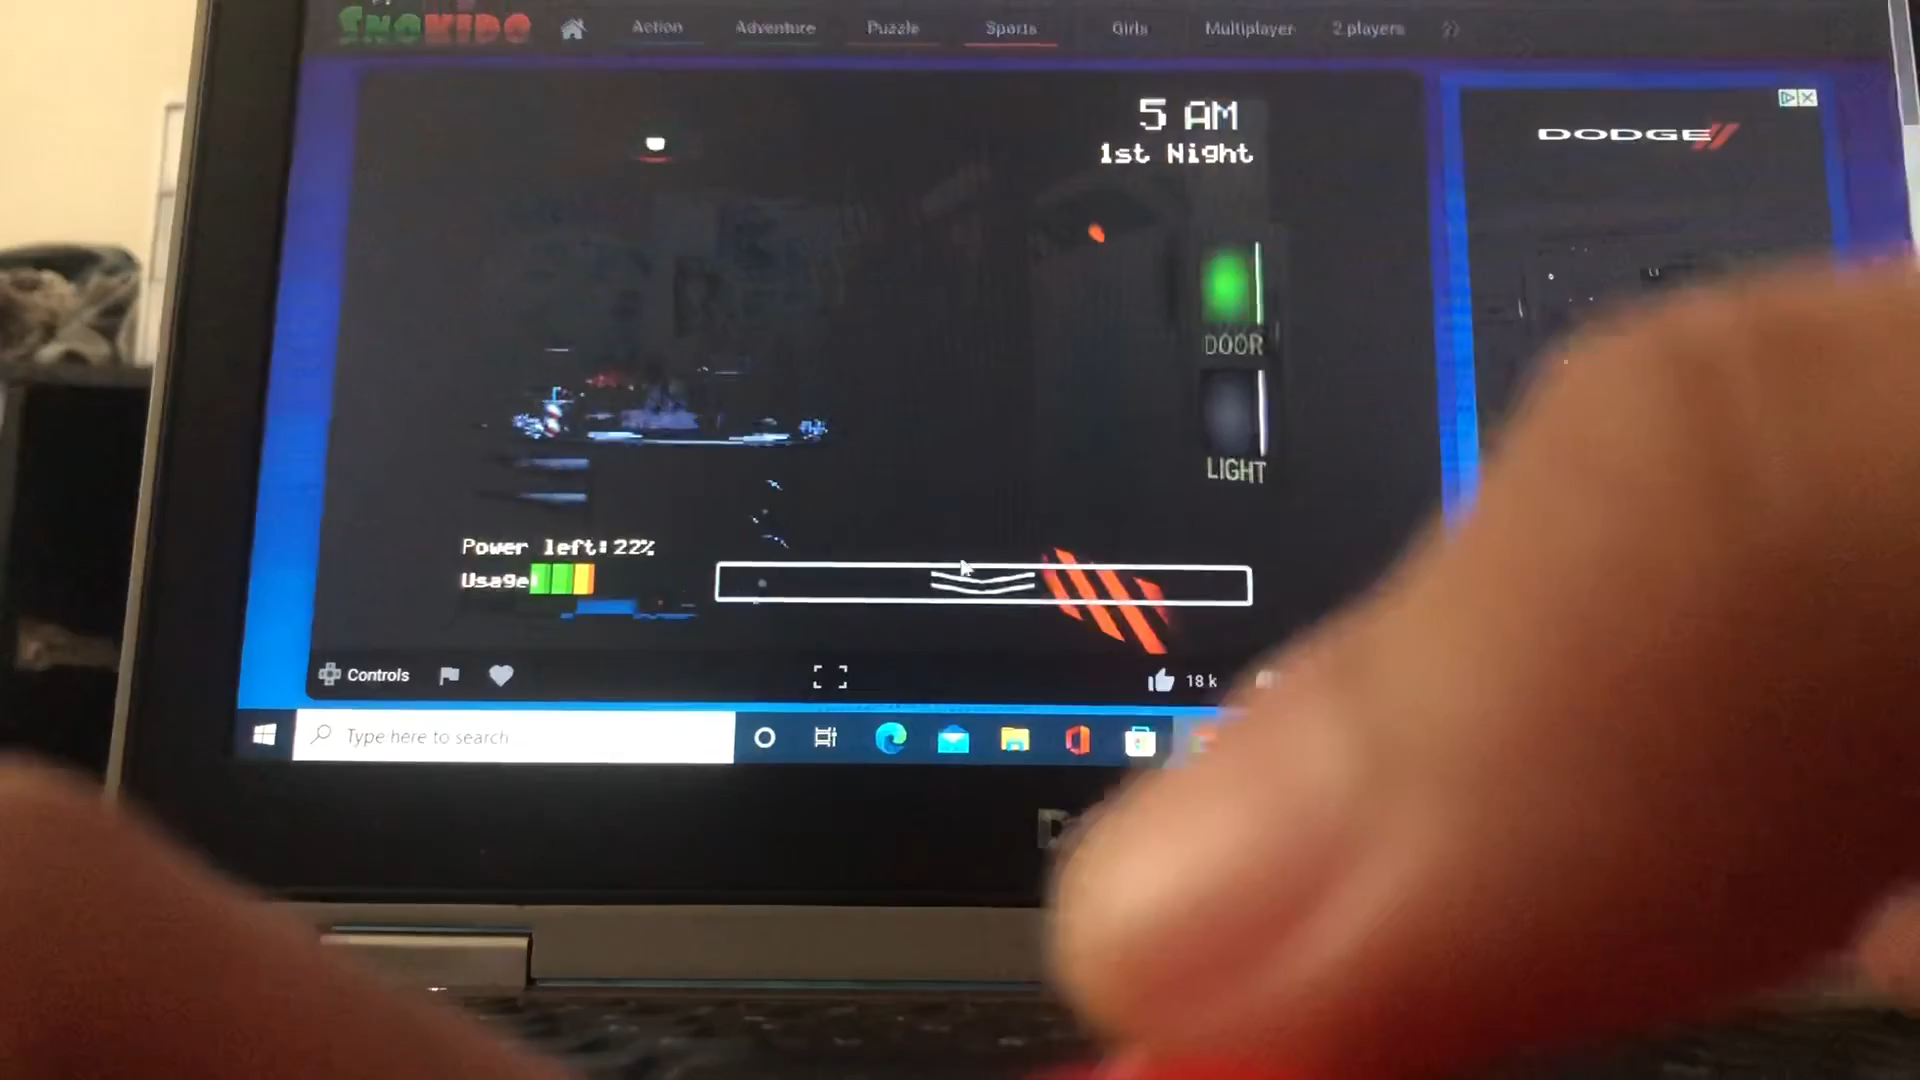 SNOKIDO
Action Adventure Puzzle Sports Girls Multiplayer 2 players
5 AM
1st Night
DODGE
DOOR
LIGHT
Power left: 22%
Usage:
Controls
18 k
Type here to search